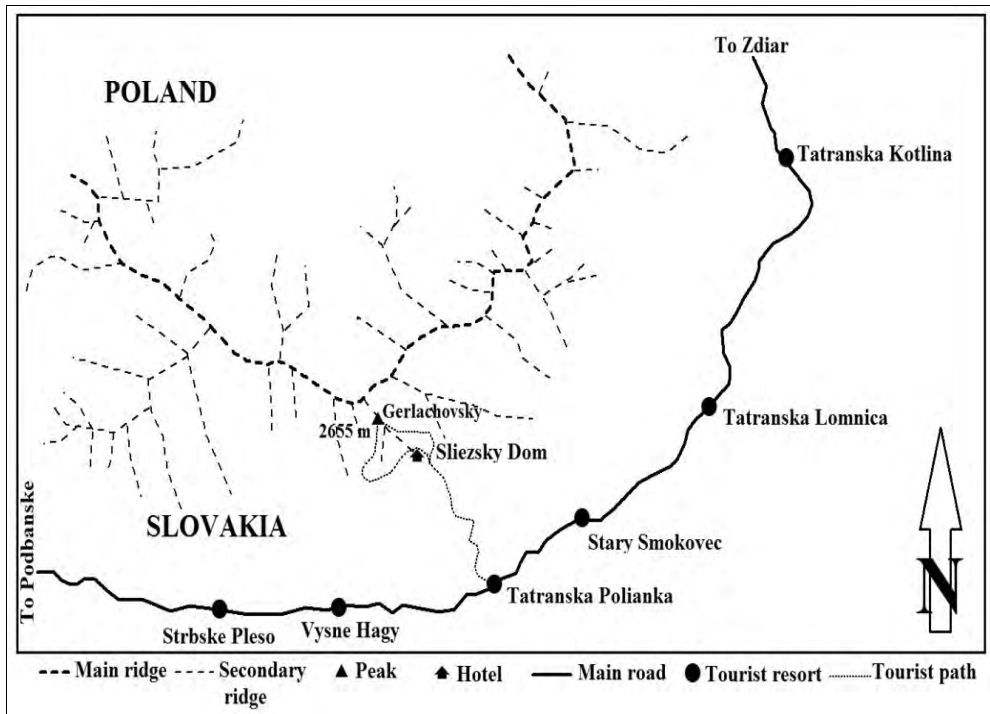 To Zdiar
POLAND
Tatranska Kotlina
Gerlachovsky
2655 m
Tatranska Lomnica
Sliezsky Dom
SLOVAKIA
Stary Smokovec
To Podbanske
N
Tatranska Polianka
Strbske Pleso
Vysne Hagy
Main ridge
Secondary
ridge
Peak
Hotel
Main road
Tourist resort
Tourist path